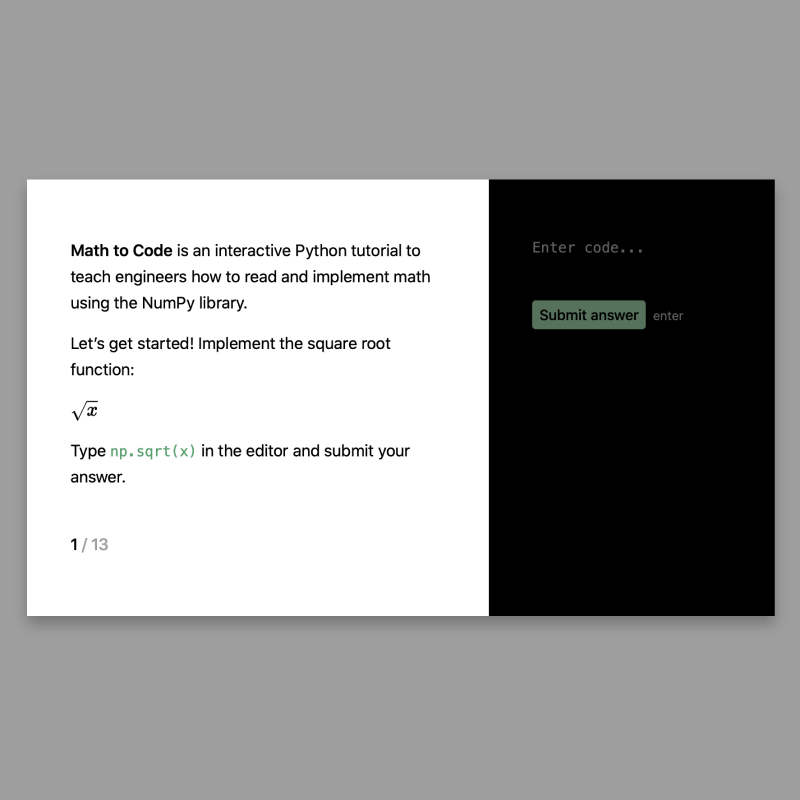 Math to Code is an interactive Python tutorial to
teach engineers how to read and implement math
using the NumPy library.
Let’s get started! Implement the square root
function:
√x
Type np.sqrt(x) in the editor and submit your
answer.
1 / 13
Enter code...
Submit answer enter